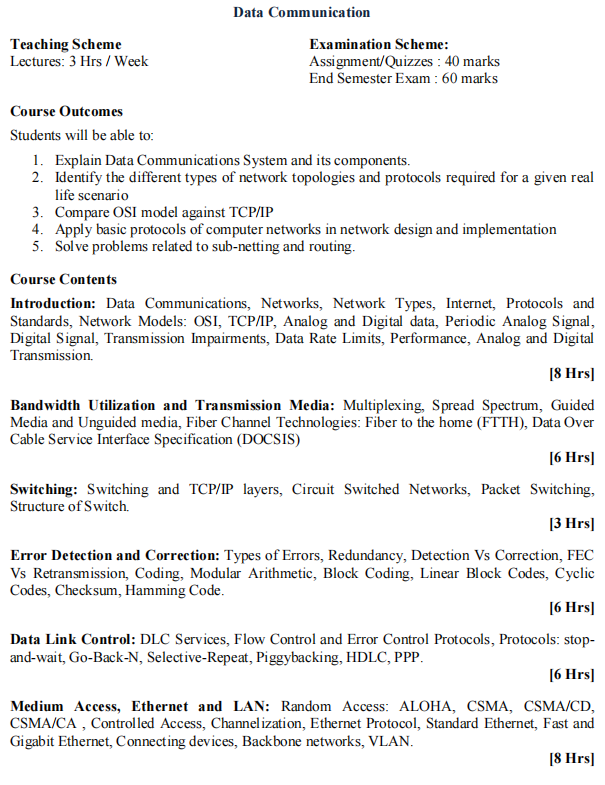 Data Communication
Teaching Scheme
Lectures: 3 Hrs / Week
Examination Scheme:
Assignment/Quizzes : 40 marks
End Semester Exam : 60 marks
Course Outcomes
Students will be able to:
1. Explain Data Communications System and its components.
2. Identify the different types of network topologies and protocols required for a given real
life scenario
3. Compare OSI model against TCP/IP
4. Apply basic protocols of computer networks in network design and implementation
5. Solve problems related to sub-netting and routing.
Course Contents
Introduction: Data Communications, Networks, Network Types, Internet, Protocols and
Standards, Network Models: OSI, TCP/IP, Analog and Digital data, Periodic Analog Signal,
Digital Signal, Transmission Impairments, Data Rate Limits, Performance, Analog and Digital
Transmission.
[8 Hrs]
Bandwidth Utilization and Transmission Media: Multiplexing, Spread Spectrum, Guided
Media and Unguided media, Fiber Channel Technologies: Fiber to the home (FTTH), Data Over
Cable Service Interface Specification (DOCSIS)
[6 Hrs]
Switching: Switching and TCP/IP layers, Circuit Switched Networks, Packet Switching,
Structure of Switch.
[3 Hrs]
Error Detection and Correction: Types of Errors, Redundancy, Detection Vs Correction, FEC
Vs Retransmission, Coding, Modular Arithmetic, Block Coding, Linear Block Codes, Cyclic
Codes, Checksum, Hamming Code.
[6 Hrs]
Data Link Control: DLC Services, Flow Control and Error Control Protocols, Protocols: stop-
and-wait, Go-Back-N, Selective-Repeat, Piggybacking, HDLC, PPP.
[6 Hrs]
Medium Access, Ethernet and LAN: Random Access: ALOHA, CSMA, CSMA/CD,
CSMA/CA , Controlled Access, Channelization, Ethernet Protocol, Standard Ethernet, Fast and
Gigabit Ethernet, Connecting devices, Backbone networks, VLAN.
[8 Hrs]